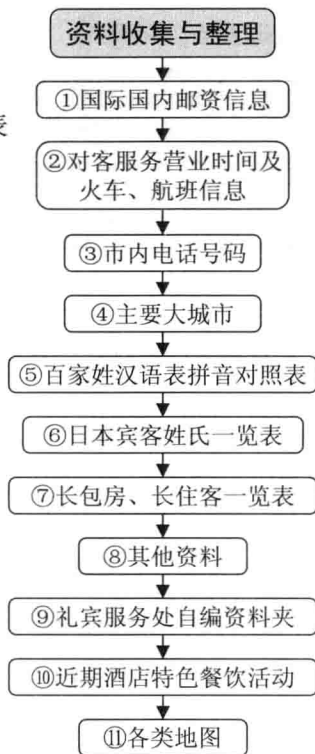 资料收集与整理
①国际国内邮资信息
表
②对客服务营业时间及
火车、航班信息
③市内电话号码
④主要大城市
⑤百家姓汉语表拼音对照表
⑥日本宾客姓氏一览表
⑦长包房、长住客一览表
⑧其他资料
⑨礼宾服务处自编资料夹
⑩近期酒店特色餐饮活动
⑪各类地图